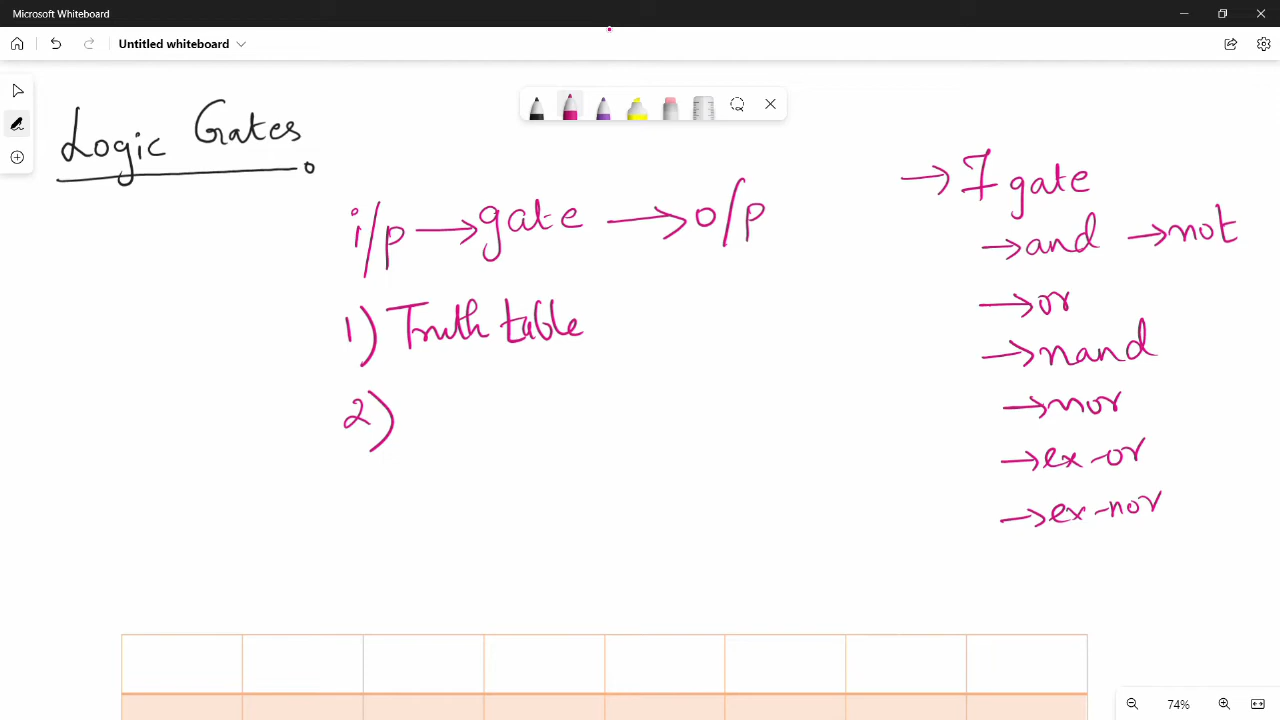 Microsoft Whiteboard
Untitled whiteboard
Logic Gates
i/p → gate → o/p
1) Truth table
2)
→ 7 gate
→ and → not
→ or
→ nand
→ nor
→ ex-or
→ ex-nor
74%